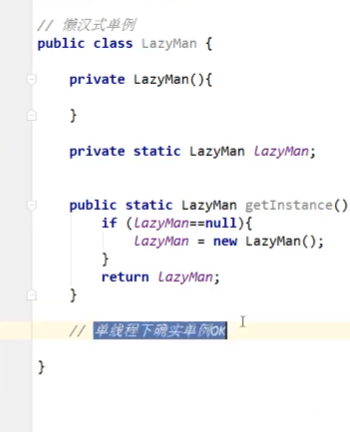 // 懒汉式单例
public class LazyMan {
private LazyMan(){
}
private static LazyMan lazyMan;
public static LazyMan getInstance()
if (lazyMan==null){
lazyMan = new LazyMan();
}
return lazyMan;
}
// 单线程下确实单例OK
}